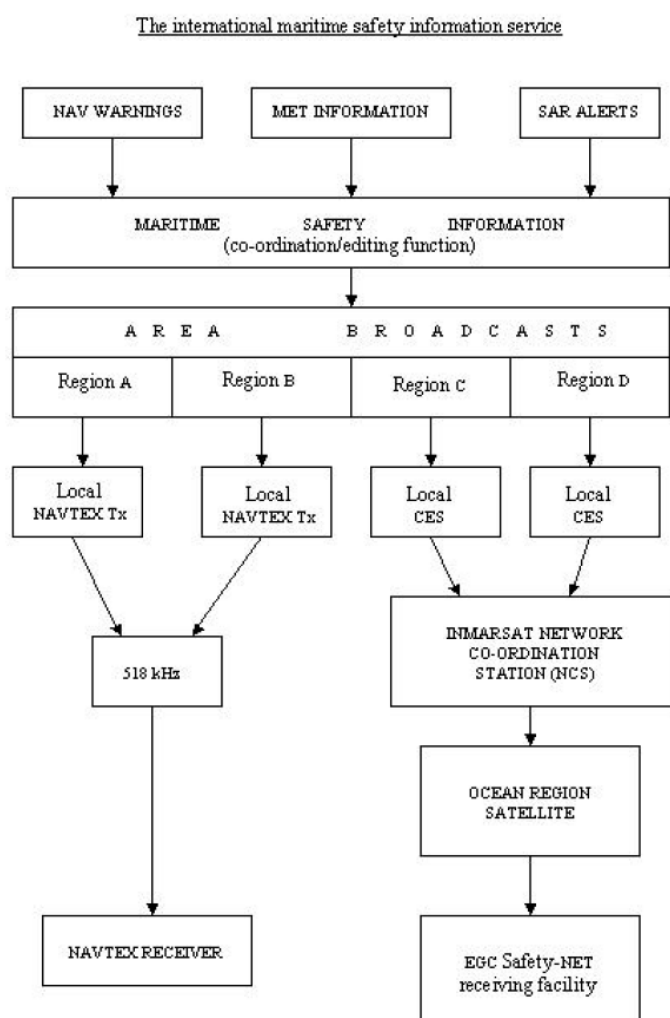 The international maritime safety information service
NAV WARNINGS
MET INFORMATION
SAR ALERTS
MARITIME SAFETY INFORMATION
(co-ordination/editing function)
A R E A B R O A D C A S T S
Region A
Region B
Region C
Region D
Local
NAVTEX Tx
Local
NAVTEX Tx
Local
CES
Local
CES
518 kHz
INMARSAT NETWORK
CO-ORDINATION
STATION (NCS)
OCEAN REGION
SATELLITE
NAVTEX RECEIVER
EGC Safety-NET
receiving facility